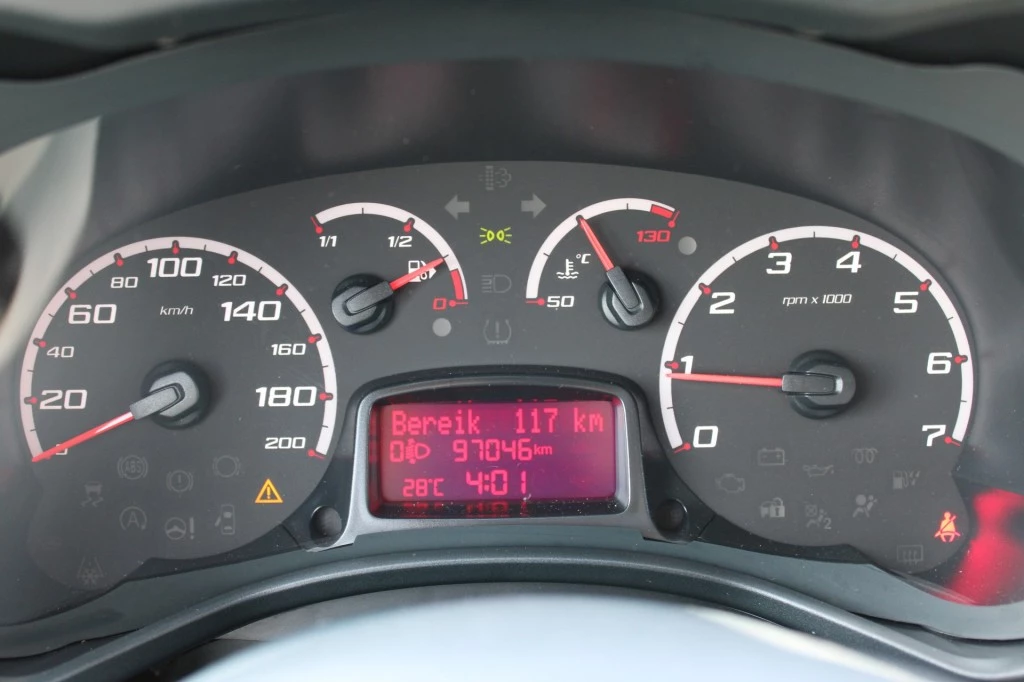 20 40 60 80 100 120 140 160 180 200
km/h
1/1 1/2 0
50 130
°C
0 1 2 3 4 5 6 7
rpm x 1000
Bereik 117 km
97046 km
28°C 4:01
(ABS)